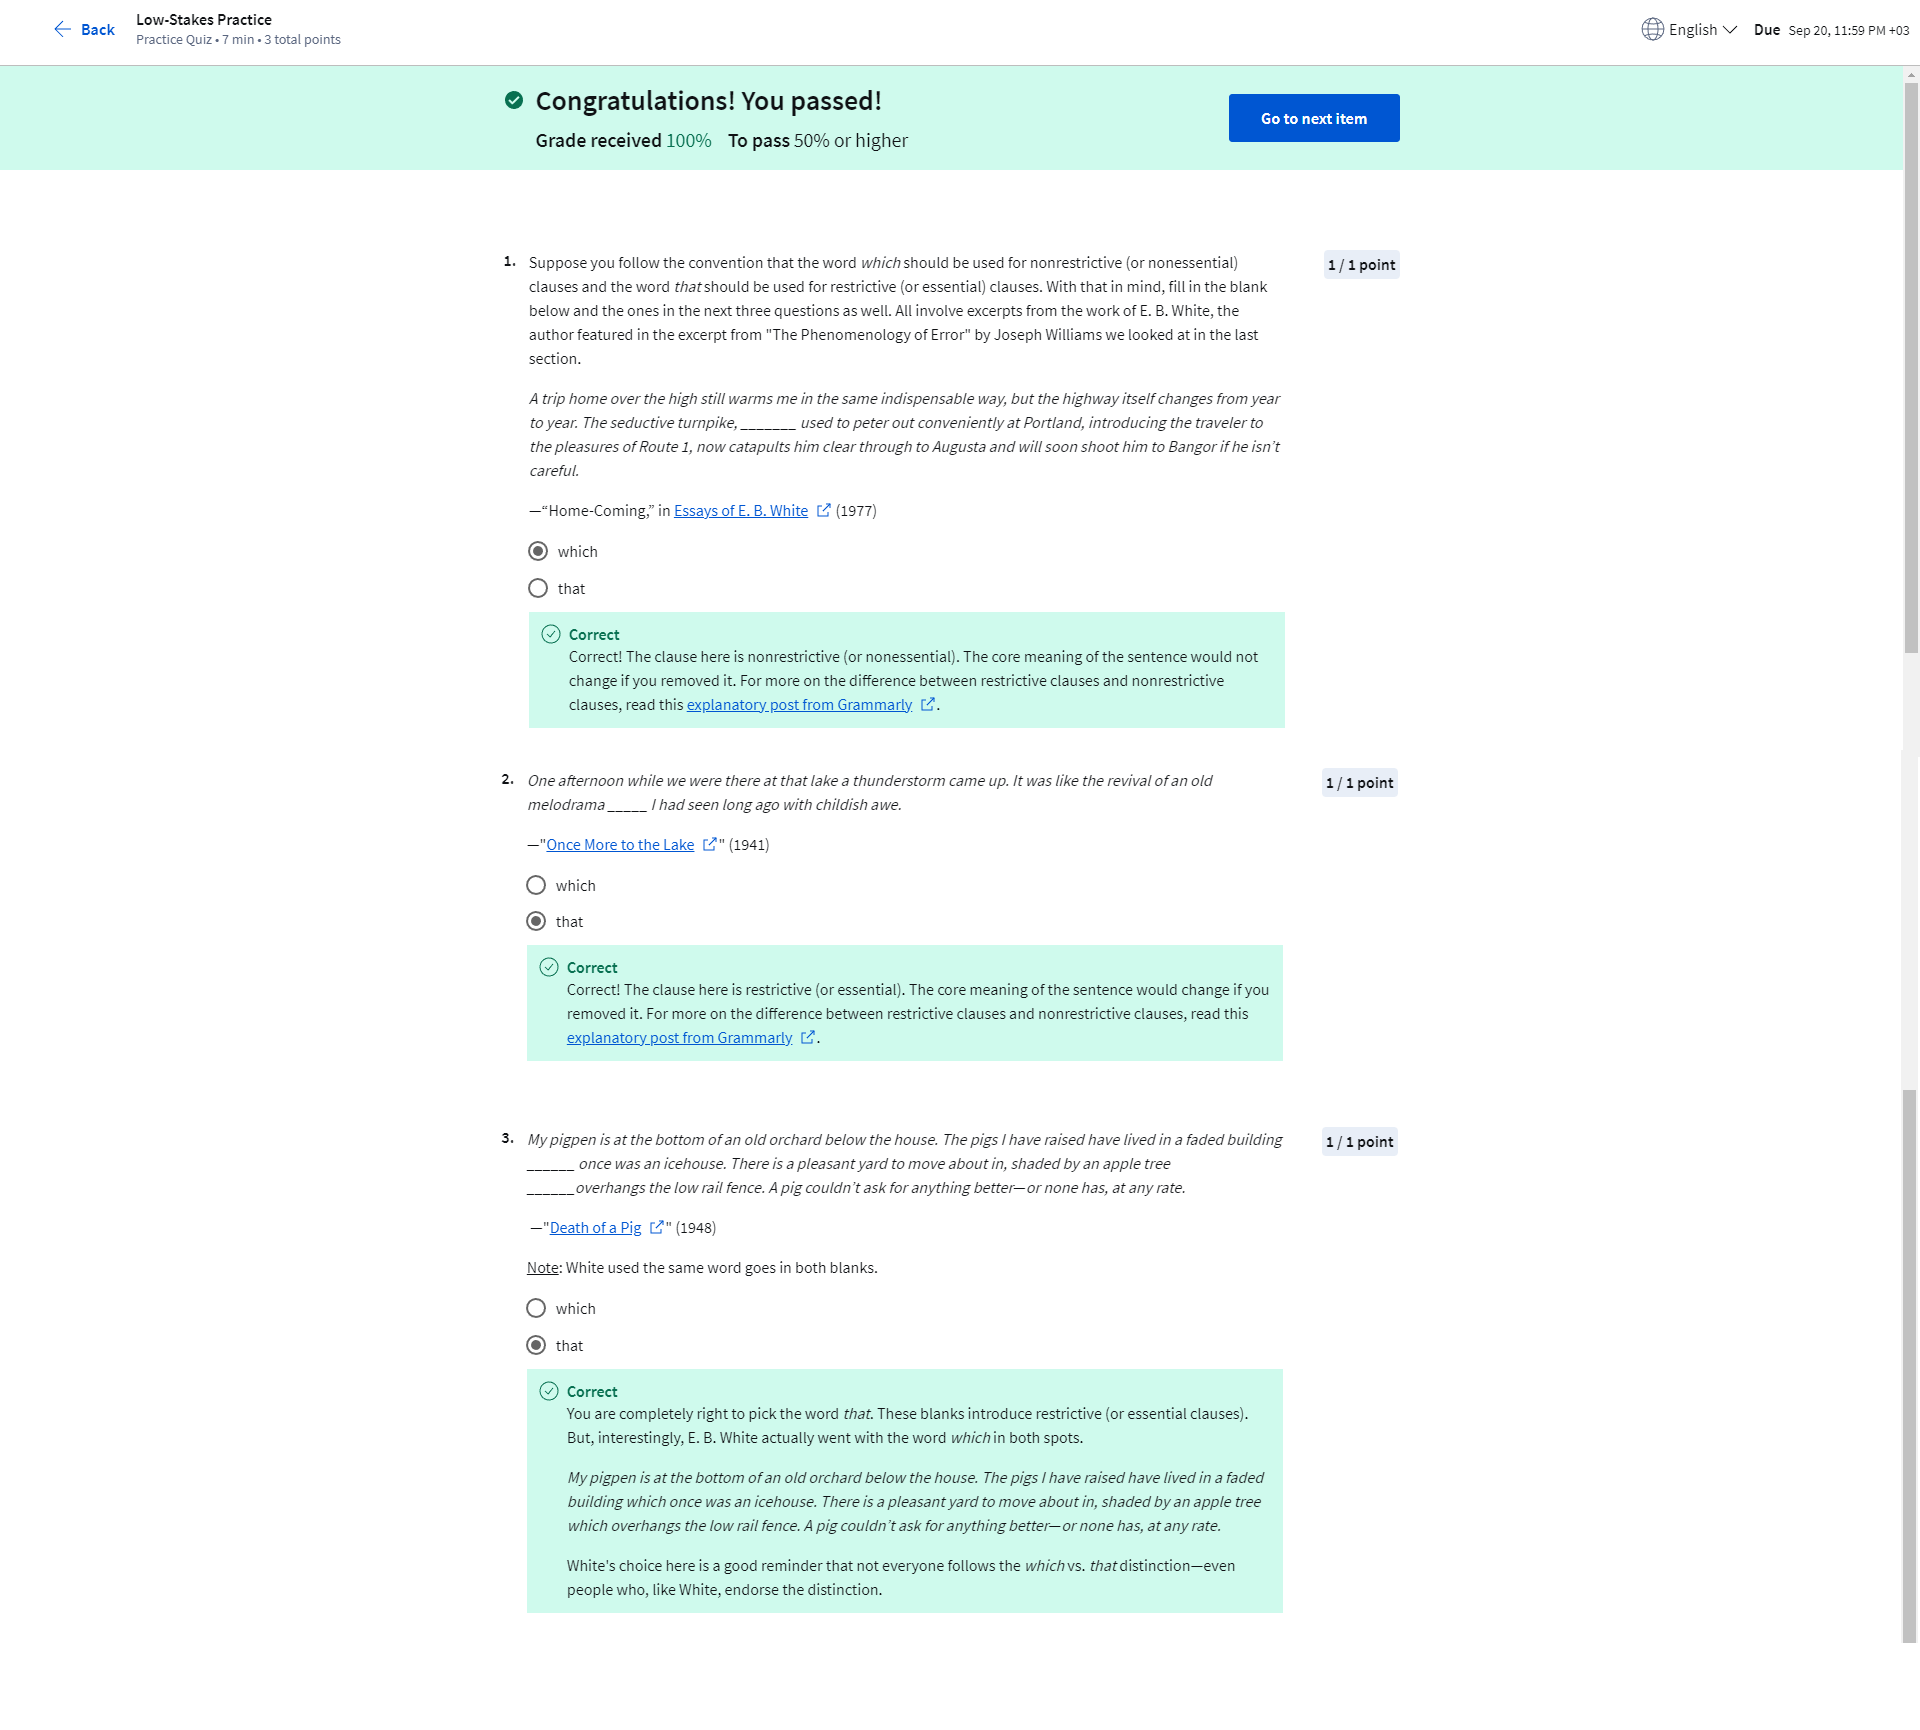 Back
Low-Stakes Practice
Practice Quiz • 7 min • 3 total points
English
Due Sep 20, 11:59 PM +03
Congratulations! You passed!
Grade received 100% To pass 50% or higher
Go to next item
1.
Suppose you follow the convention that the word which should be used for nonrestrictive (or nonessential)
clauses and the word that should be used for restrictive (or essential) clauses. With that in mind, fill in the blank
below and the ones in the next three questions as well. All involve excerpts from the work of E. B. White, the
author featured in the excerpt from "The Phenomenology of Error" by Joseph Williams we looked at in the last
section.
1 / 1 point
A trip home over the high still warms me in the same indispensable way, but the highway itself changes from year
to year. The seductive turnpike, _______ used to peter out conveniently at Portland, introducing the traveler to
the pleasures of Route 1, now catapults him clear through to Augusta and will soon shoot him to Bangor if he isn't
careful.
—“Home-Coming,” in Essays of E. B. White (1977)
which
that
Correct
Correct! The clause here is nonrestrictive (or nonessential). The core meaning of the sentence would not
change if you removed it. For more on the difference between restrictive clauses and nonrestrictive
clauses, read this explanatory post from Grammarly .
2.
One afternoon while we were there at that lake a thunderstorm came up. It was like the revival of an old
melodrama _____ I had seen long ago with childish awe.
1 / 1 point
—"Once More to the Lake " (1941)
which
that
Correct
Correct! The clause here is restrictive (or essential). The core meaning of the sentence would change if you
removed it. For more on the difference between restrictive clauses and nonrestrictive clauses, read this
explanatory post from Grammarly .
3.
My pigpen is at the bottom of an old orchard below the house. The pigs I have raised have lived in a faded building
______ once was an icehouse. There is a pleasant yard to move about in, shaded by an apple tree
______overhangs the low rail fence. A pig couldn't ask for anything better—or none has, at any rate.
1 / 1 point
—"Death of a Pig " (1948)
Note: White used the same word goes in both blanks.
which
that
Correct
You are completely right to pick the word that. These blanks introduce restrictive (or essential clauses).
But, interestingly, E. B. White actually went with the word which in both spots.
My pigpen is at the bottom of an old orchard below the house. The pigs I have raised have lived in a faded
building which once was an icehouse. There is a pleasant yard to move about in, shaded by an apple tree
which overhangs the low rail fence. A pig couldn't ask for anything better—or none has, at any rate.
White's choice here is a good reminder that not everyone follows the which vs. that distinction—even
people who, like White, endorse the distinction.